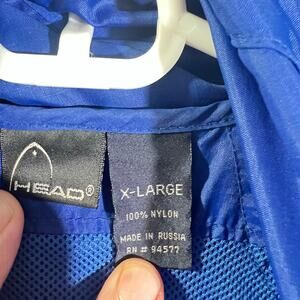 HEAD®
X-LARGE
100% NYLON
MADE IN RUSSIA
RN # 94577